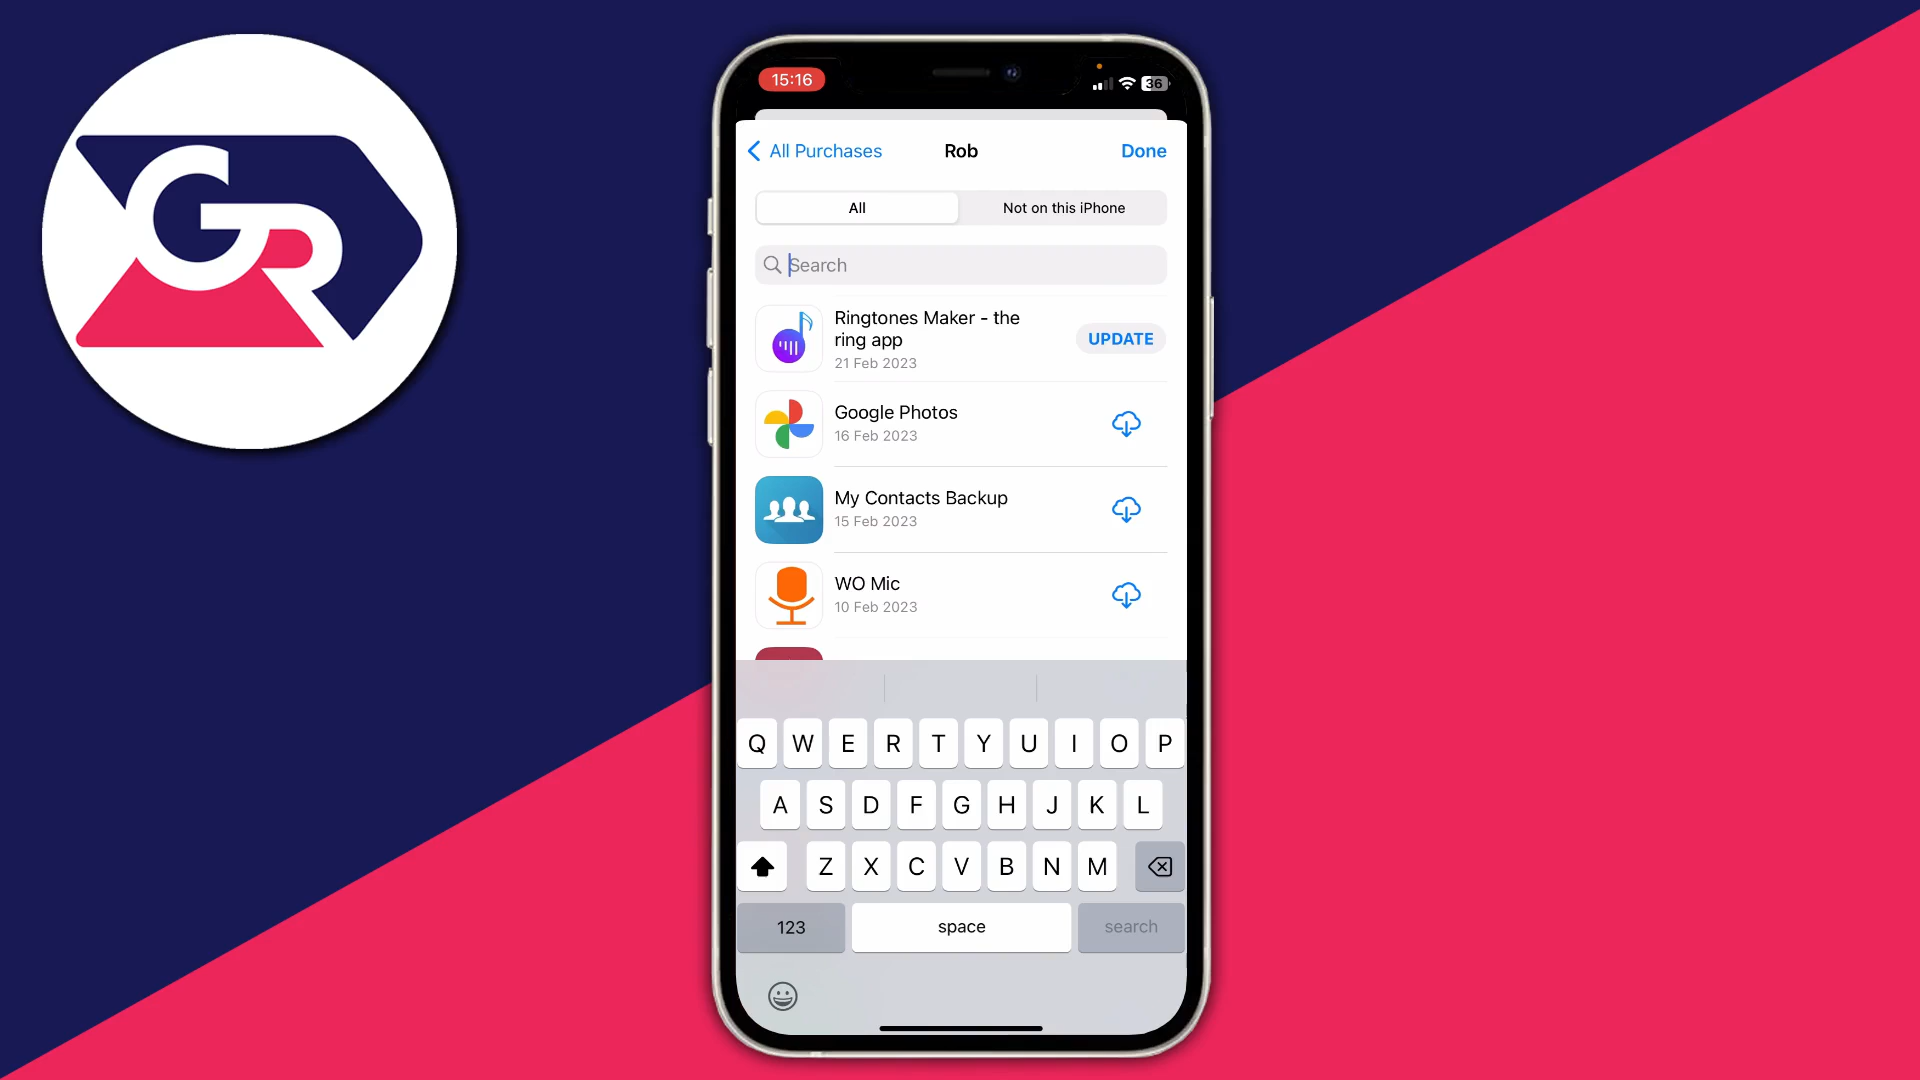 GR
15:16
36
All Purchases
Rob
Done
All
Not on this iPhone
Search
Ringtones Maker - the
ring app
21 Feb 2023
UPDATE
Google Photos
16 Feb 2023
My Contacts Backup
15 Feb 2023
WO Mic
10 Feb 2023
Q W E R T Y U I O P
A S D F G H J K L
Z X C V B N M
123
space
search